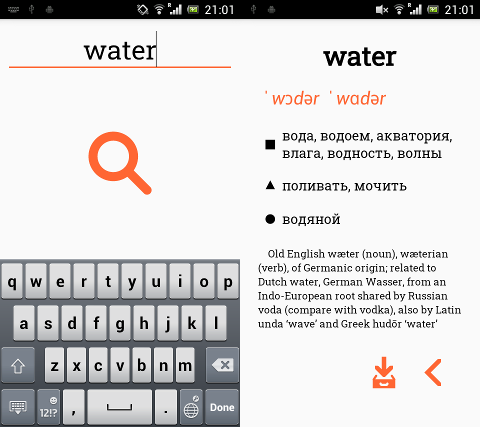 21:01
water
q w e r t y u i o p
a s d f g h j k l
z x c v b n m
12!? , . Done
21:01
water
ˈwɔdər ˈwɑdər
вода, водоем, акватория,
влага, водность, волны
поливать, мочить
водяной
Old English wæter (noun), wæterian
(verb), of Germanic origin; related to
Dutch water, German Wasser, from an
Indo-European root shared by Russian
voda (compare with vodka), also by Latin
unda ‘wave’ and Greek hudōr ‘water’